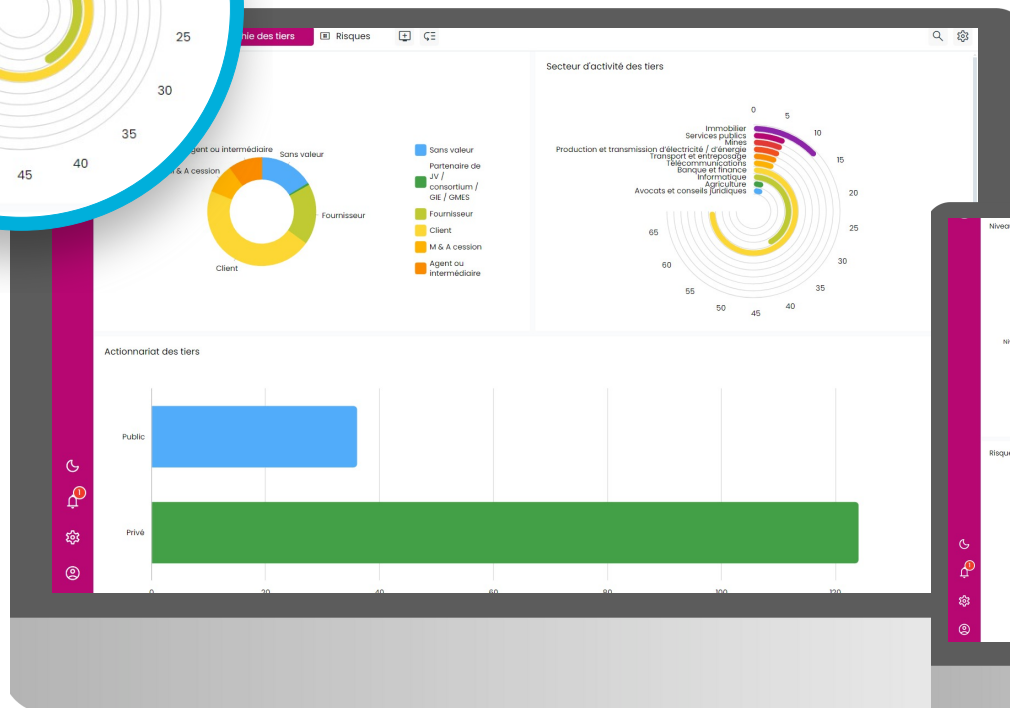 25
30
35
40
45
des tiers
Risques
Secteur d'activité des tiers
0
5
10
15
20
25
30
35
40
45
50
55
60
65
Immobilier
Services publics
Mines
Production et transmission d'électricité / d'énergie
Transport et entreposage
Télécommunications
Banque et finance
Informatique
Agriculture
Avocats et conseils juridiques
ou intermédiaire
Sans valeur
& A cession
Fournisseur
Client
Sans valeur
Partenaire de
JV /
consortium /
GIE / GMES
Fournisseur
Client
M & A cession
Agent ou
intermédiaire
Actionnariat des tiers
Public
Privé
0
20
40
60
80
100
120
1
1